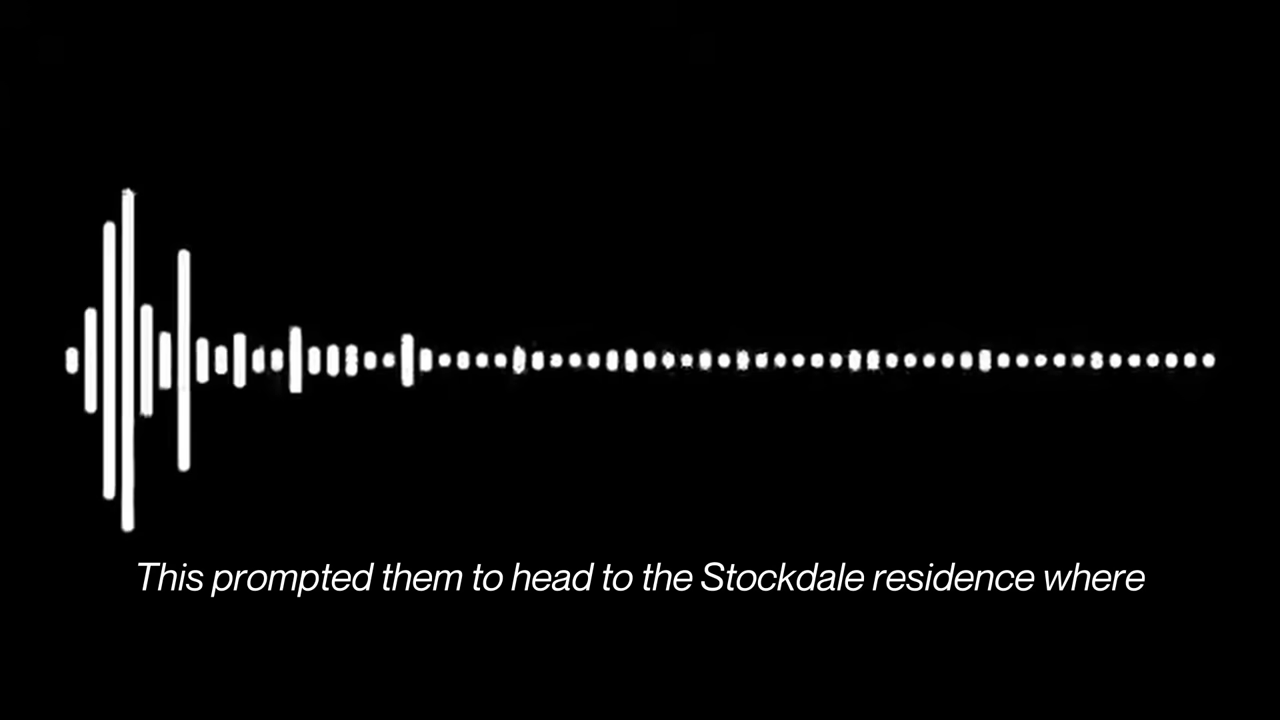 This prompted them to head to the Stockdale residence where